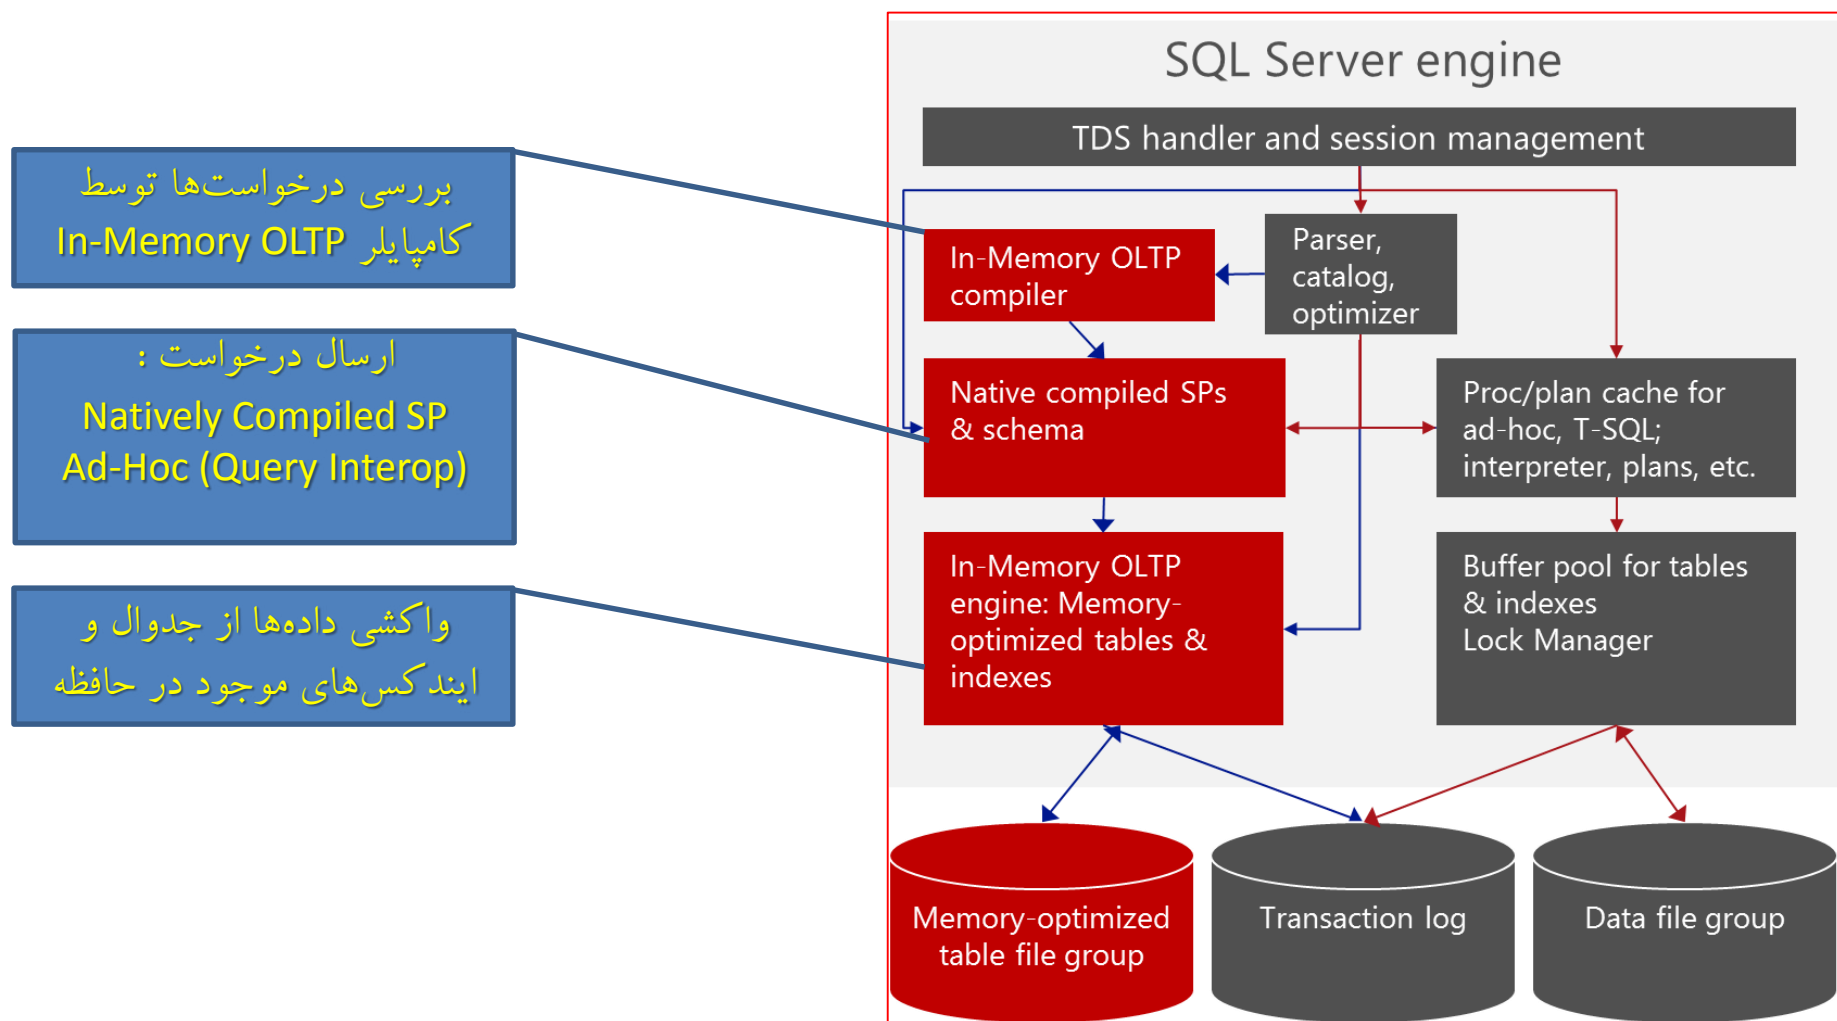 SQL Server engine
TDS handler and session management
بررسی درخواست‌ها توسط
کامپایلر In-Memory OLTP
In-Memory OLTP
compiler
Parser,
catalog,
optimizer
ارسال درخواست :
Natively Compiled SP
Ad-Hoc (Query Interop)
Native compiled SPs
& schema
Proc/plan cache for
ad-hoc, T-SQL;
interpreter, plans, etc.
واکشی داده‌ها از جدوال و
ایندکس‌های موجود در حافظه
In-Memory OLTP
engine: Memory-
optimized tables &
indexes
Buffer pool for tables
& indexes
Lock Manager
Memory-optimized
table file group
Transaction log
Data file group